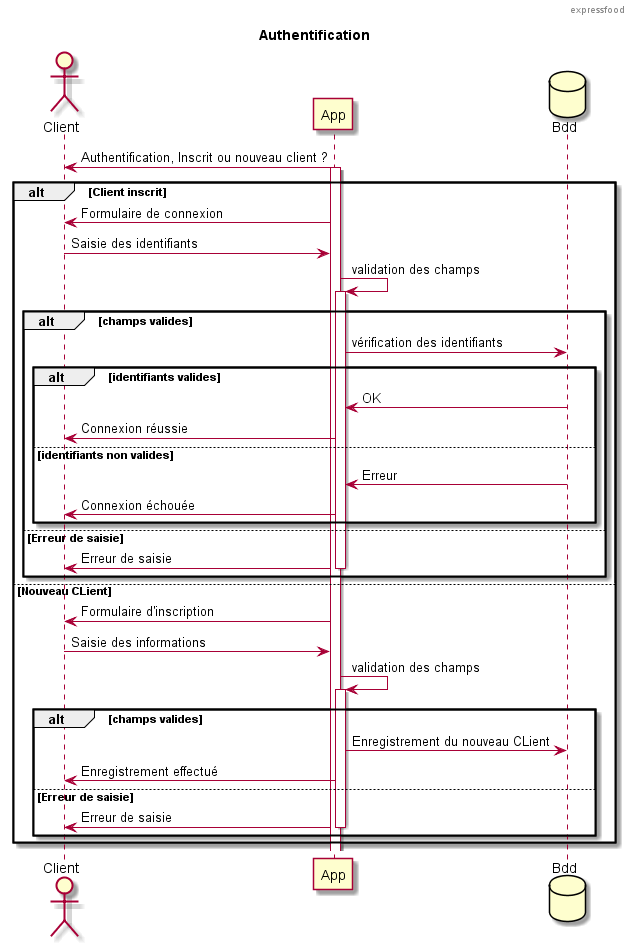 expressfood
Authentification
Client
App
Bdd
Authentification, Inscrit ou nouveau client ?
alt [Client inscrit]
Formulaire de connexion
Saisie des identifiants
validation des champs
alt [champs valides]
vérification des identifiants
alt [identifiants valides]
OK
Connexion réussie
[identifiants non valides]
Erreur
Connexion échouée
[Erreur de saisie]
Erreur de saisie
[Nouveau CLient]
Formulaire d'inscription
Saisie des informations
validation des champs
alt [champs valides]
Enregistrement du nouveau CLient
Enregistrement effectué
[Erreur de saisie]
Erreur de saisie
Client
App
Bdd